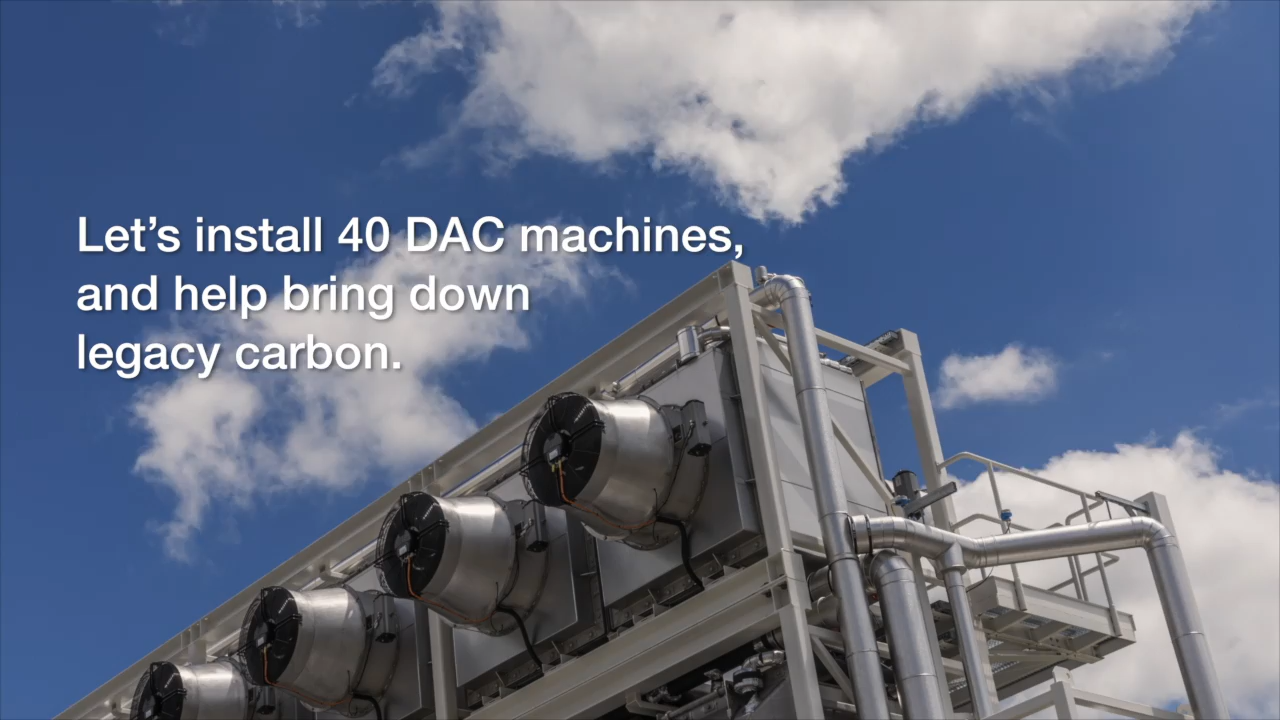 Let’s install 40 DAC machines,
and help bring down
legacy carbon.